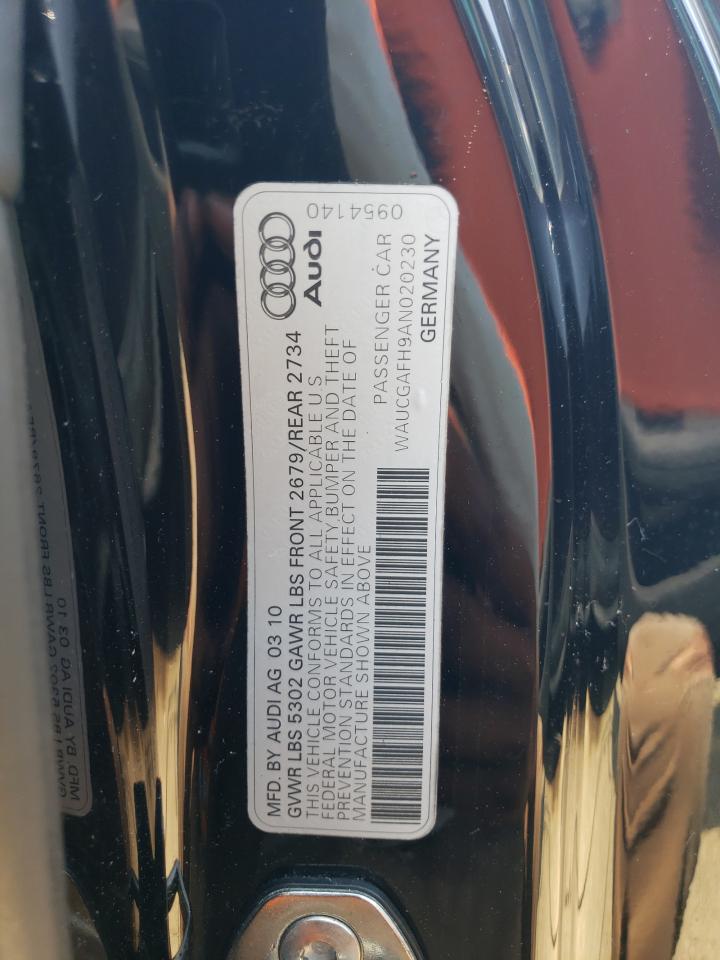 MFD. BY AUDI AG 03 10
GVWR LBS 5302 GAWR LBS FRONT 2679/REAR 2734
THIS VEHICLE CONFORMS TO ALL APPLICABLE U S
FEDERAL MOTOR VEHICLE SAFETY, BUMPER AND THEFT
PREVENTION STANDARDS IN EFFECT ON THE DATE OF
MANUFACTURE SHOWN ABOVE
Audi
0954140
PASSENGER CAR
WAUCGAFH9AN020230
GERMANY